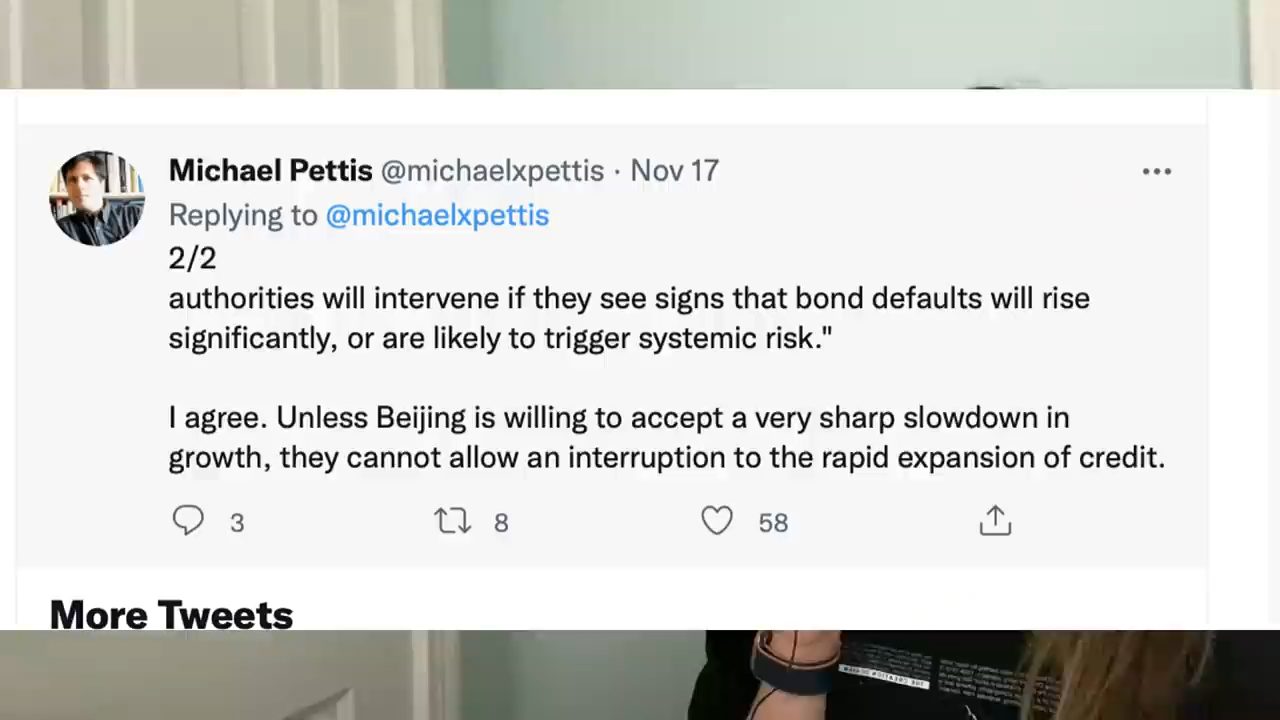 Michael Pettis @michaelxpettis · Nov 17
Replying to @michaelxpettis
2/2
authorities will intervene if they see signs that bond defaults will rise
significantly, or are likely to trigger systemic risk."
I agree. Unless Beijing is willing to accept a very sharp slowdown in
growth, they cannot allow an interruption to the rapid expansion of credit.
3 8 58
More Tweets